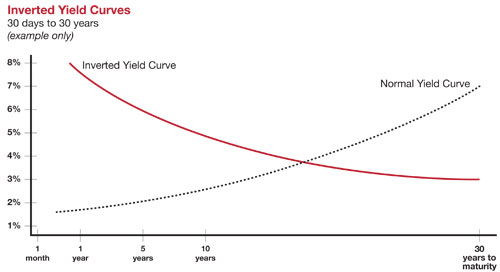 Inverted Yield Curves
30 days to 30 years
(example only)
8%
Inverted Yield Curve
Normal Yield Curve
7%
6%
5%
4%
3%
2%
1%
1 month
1 year
5 years
10 years
30 years to maturity